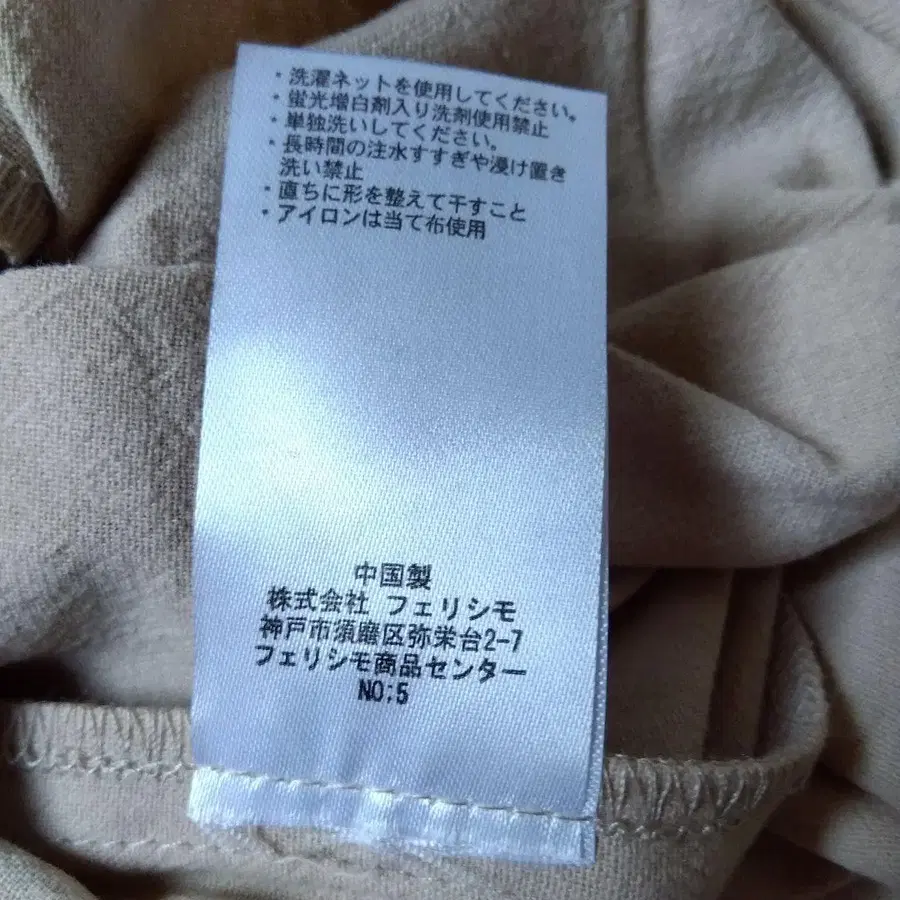 ・洗濯ネットを使用してください。
・蛍光増白剤入り洗剤使用禁止
・単独洗いしてください。
・長時間の注水すすぎや浸け置き
洗い禁止
・直ちに形を整えて干すこと
・アイロンは当て布使用
中国製
株式会社 フェリシモ
神戸市須磨区弥栄台2-7
フェリシモ商品センター
NO;5